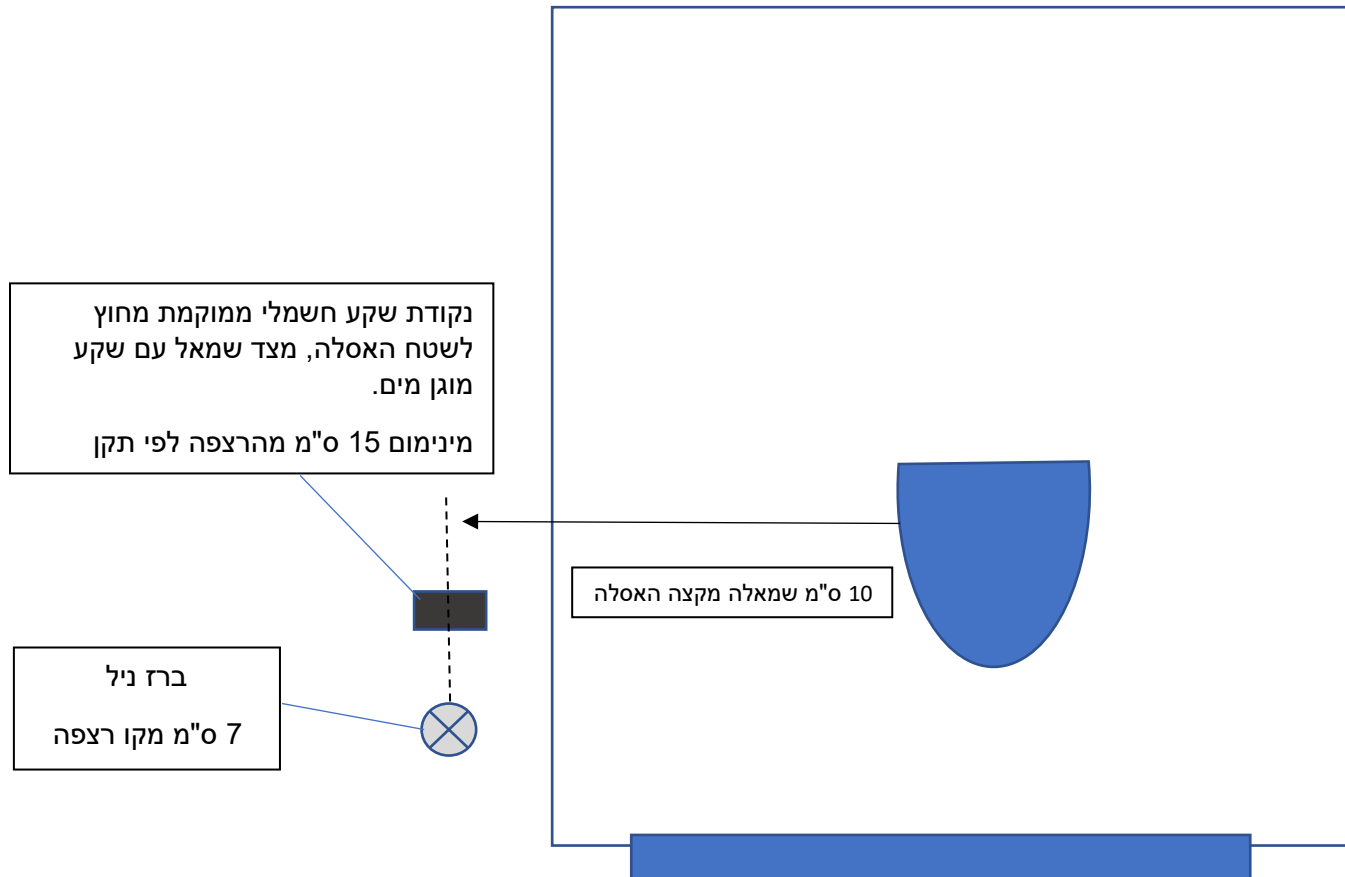 נקודת שקע חשמלי ממוקמת מחוץ
לשטח האסלה, מצד שמאל עם שקע
מוגן מים.
מינימום 15 ס"מ מהרצפה לפי תקן
10 ס"מ שמאלה מקצה האסלה
ברז ניל
7 ס"מ מקו רצפה